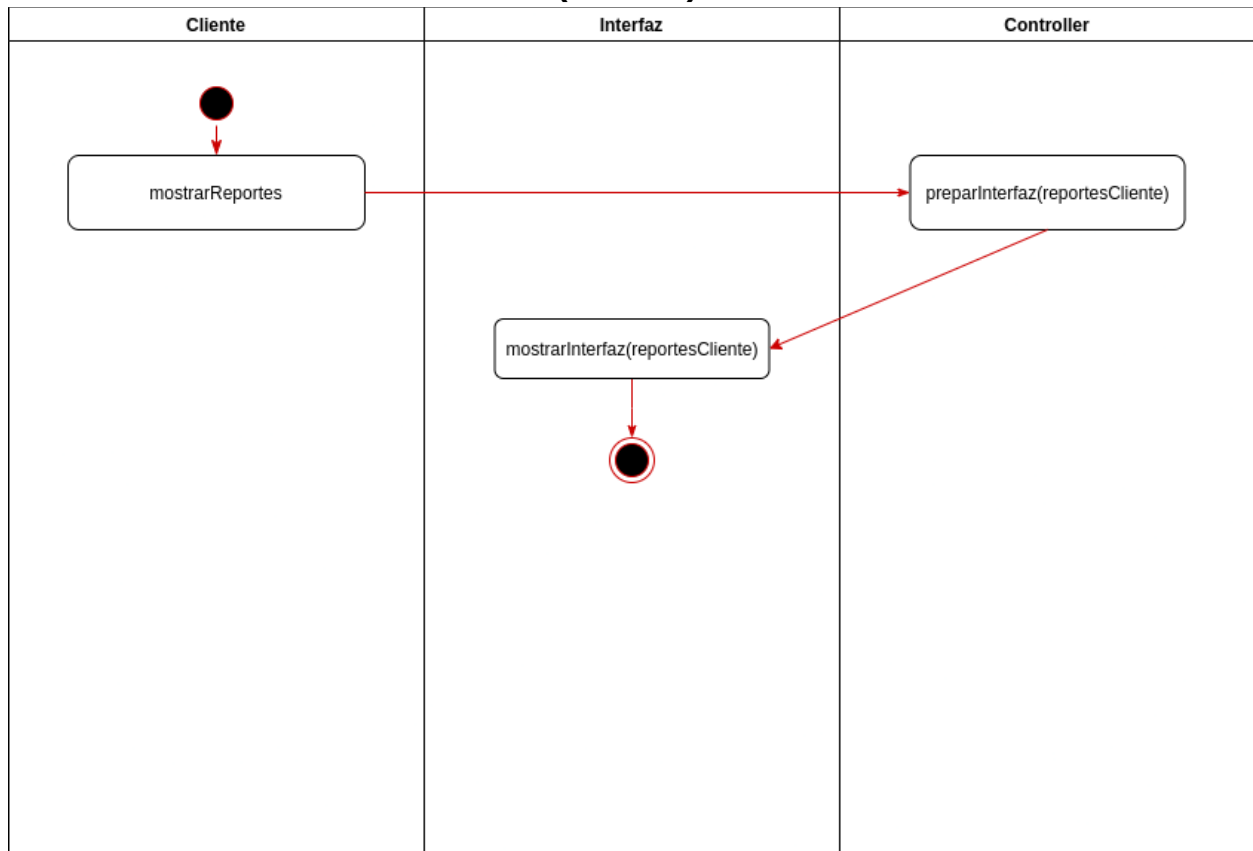 Cliente
Interfaz
Controller
mostrarReportes
preparInterfaz(reportesCliente)
mostrarInterfaz(reportesCliente)